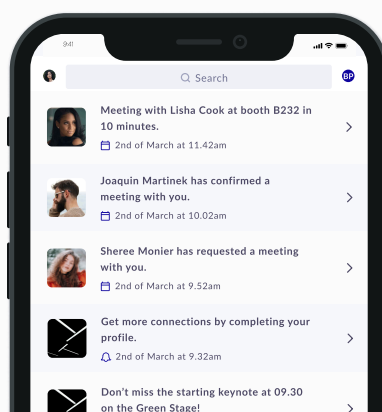 9:41
Search
BP
Meeting with Lisha Cook at booth B232 in
10 minutes.
2nd of March at 11.42am
Joaquin Martinek has confirmed a
meeting with you.
2nd of March at 10.02am
Sheree Monier has requested a meeting
with you.
2nd of March at 9.52am
Get more connections by completing your
profile.
2nd of March at 9.32am
Don't miss the starting keynote at 09.30
on the Green Stage!